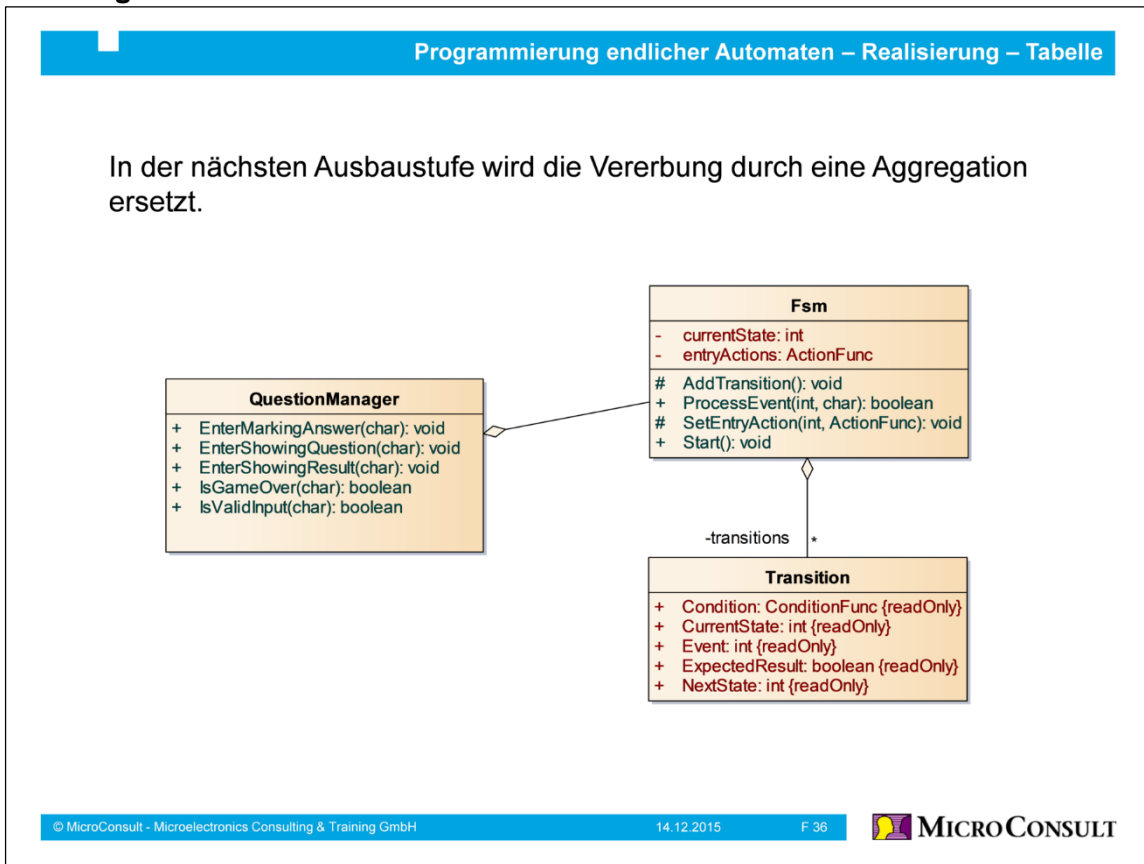 Programmierung endlicher Automaten – Realisierung – Tabelle
In der nächsten Ausbaustufe wird die Vererbung durch eine Aggregation
ersetzt.
QuestionManager
+ EnterMarkingAnswer(char): void
+ EnterShowingQuestion(char): void
+ EnterShowingResult(char): void
+ IsGameOver(char): boolean
+ IsValidInput(char): boolean
Fsm
- currentState: int
- entryActions: ActionFunc
# AddTransition(): void
+ ProcessEvent(int, char): boolean
# SetEntryAction(int, ActionFunc): void
+ Start(): void
-transitions *
Transition
+ Condition: ConditionFunc {readOnly}
+ CurrentState: int {readOnly}
+ Event: int {readOnly}
+ ExpectedResult: boolean {readOnly}
+ NextState: int {readOnly}
© MicroConsult - Microelectronics Consulting & Training GmbH 14.12.2015 F 36
MICROCONSULT